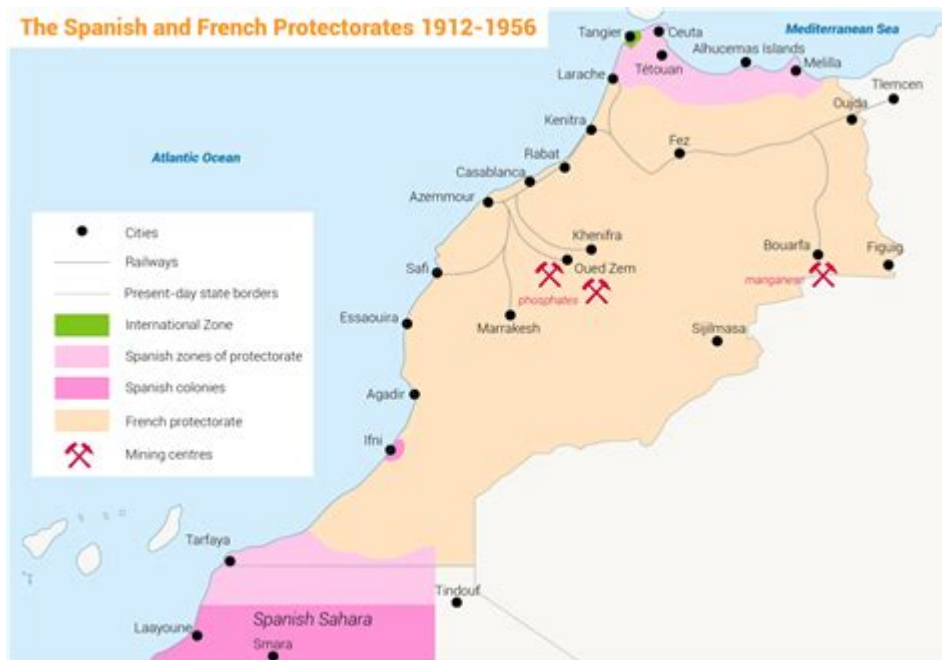 The Spanish and French Protectorates 1912-1956
Mediterranean Sea
Tangier
Ceuta
Alhucemas Islands
Tétouan
Melilla
Larache
Tlemcen
Oujda
Kenitra
Fez
Atlantic Ocean
Rabat
Casablanca
Azemmour
Khenifra
Bouarfa
Figuig
Safi
Oued Zem
manganese
phosphates
Essaouira
Marrakesh
Sijilmasa
Agadir
Ifni
Cities
Railways
Present-day state borders
International Zone
Spanish zones of protectorate
Spanish colonies
French protectorate
Mining centres
Tarfaya
Tindouf
Spanish Sahara
Laayoune
Smara